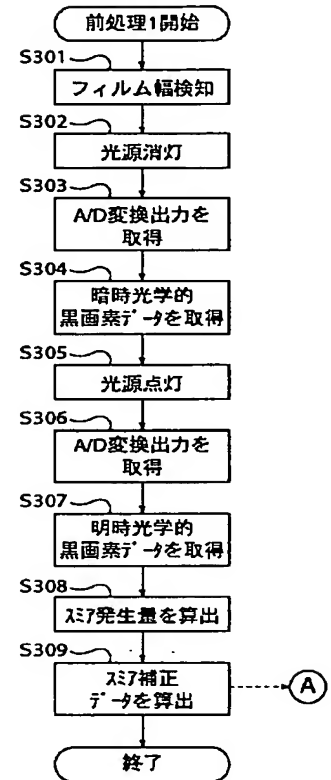 前処理1開始
S301
フィルム幅検知
S302
光源消灯
S303
A/D変換出力を
取得
S304
暗時光学的
黒画素ﾃﾞｰﾀを取得
S305
光源点灯
S306
A/D変換出力を
取得
S307
明時光学的
黒画素ﾃﾞｰﾀを取得
S308
ｽﾐｱ発生量を算出
S309
ｽﾐｱ補正
ﾃﾞｰﾀを算出
A
終了